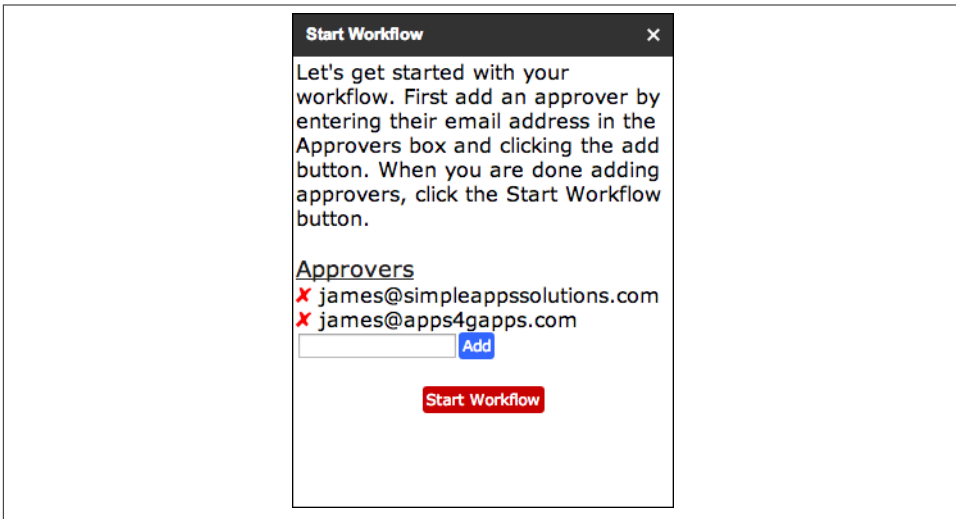 Start Workflow ×
Let's get started with your
workflow. First add an approver by
entering their email address in the
Approvers box and clicking the add
button. When you are done adding
approvers, click the Start Workflow
button.
Approvers
✘ james@simpleappssolutions.com
✘ james@apps4gapps.com
Add
Start Workflow